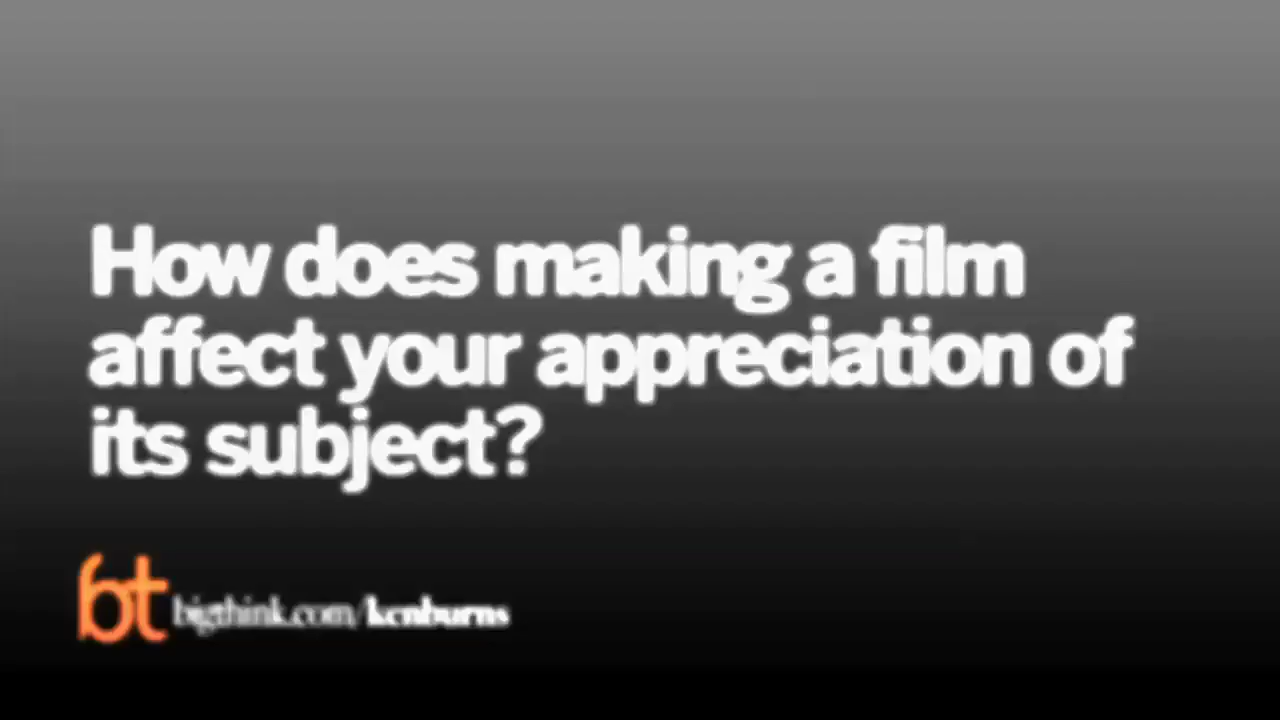 How does making a film
affect your appreciation of
its subject?
bt bigthink.com/kenburns